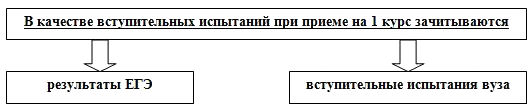 В качестве вступительных испытаний при приеме на 1 курс зачитываются
результаты ЕГЭ
вступительные испытания вуза